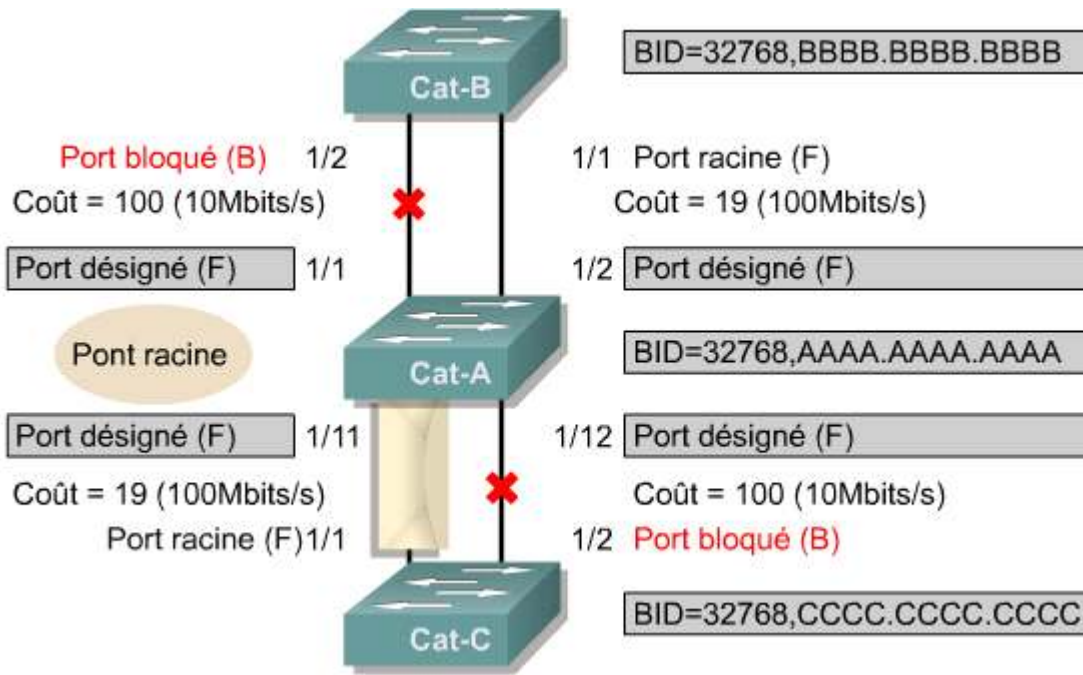 Cat-B
BID=32768,BBBB.BBBB.BBBB
Port bloqué (B) 1/2
1/1 Port racine (F)
Coût = 100 (10Mbits/s)
Coût = 19 (100Mbits/s)
Port désigné (F) 1/1
1/2 Port désigné (F)
Pont racine
Cat-A
BID=32768,AAAA.AAAA.AAAA
Port désigné (F) 1/11
1/12 Port désigné (F)
Coût = 19 (100Mbits/s)
Coût = 100 (10Mbits/s)
Port racine (F)1/1
1/2 Port bloqué (B)
Cat-C
BID=32768,CCCC.CCCC.CCCC